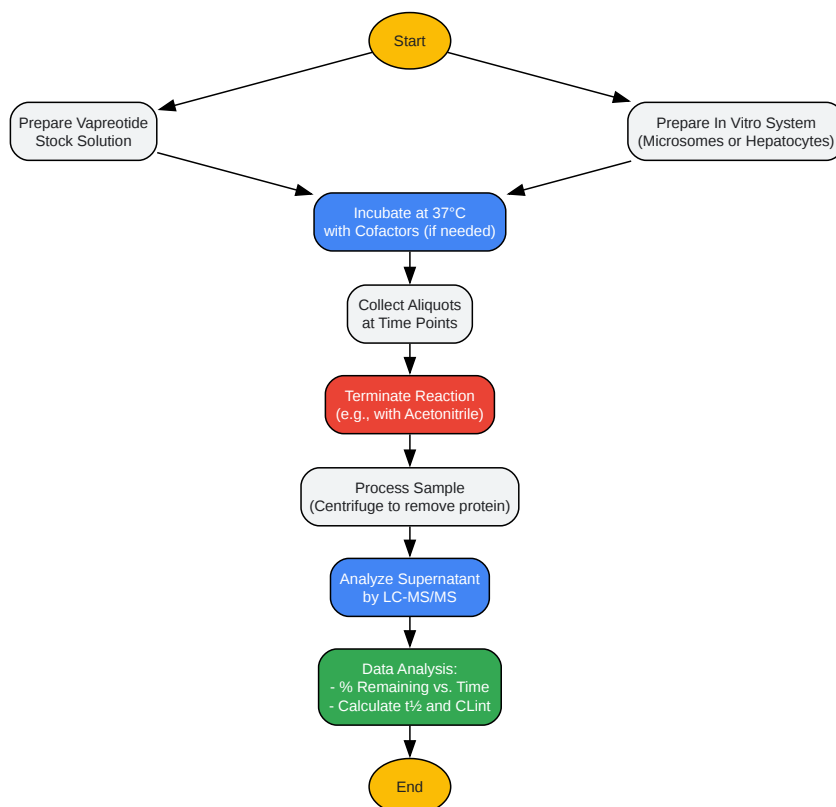 Start
Prepare Vapreotide
Stock Solution
Prepare In Vitro System
(Microsomes or Hepatocytes)
Incubate at 37°C
with Cofactors (if needed)
Collect Aliquots
at Time Points
Terminate Reaction
(e.g., with Acetonitrile)
Process Sample
(Centrifuge to remove protein)
Analyze Supernatant
by LC-MS/MS
Data Analysis:
- % Remaining vs. Time
- Calculate t½ and CLint
End